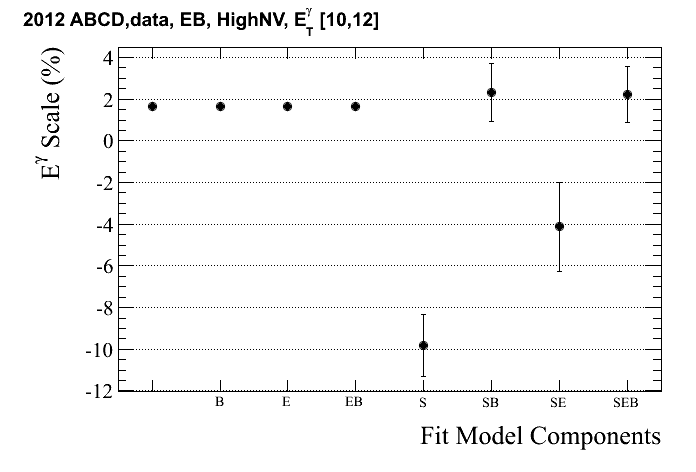 2012 ABCD,data, EB, HighNV, E_T^γ [10,12]
E^γ Scale (%)
4
2
0
-2
-4
-6
-8
-10
-12
B E EB S SB SE SEB
Fit Model Components